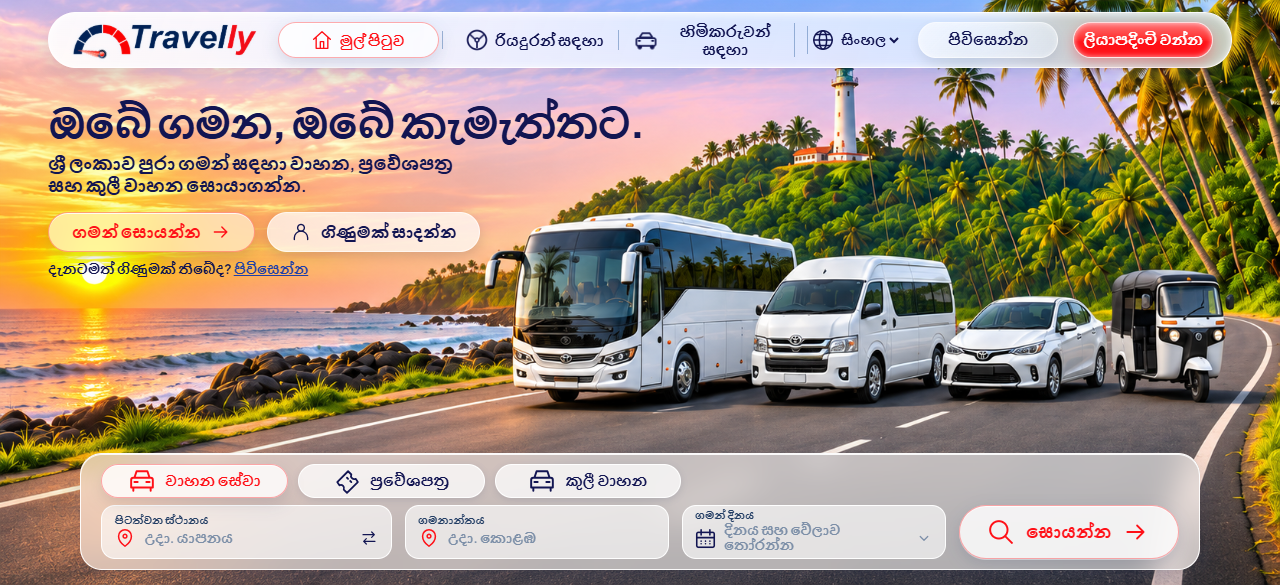 Travelly
මුල් පිටුව
රියදුරන් සඳහා
හිමිකරුවන්
සඳහා
සිංහල
පිවිසෙන්න
ලියාපදිංචි වන්න
ඔබේ ගමන, ඔබේ කැමැත්තට.
ශ්‍රී ලංකාව පුරා ගමන් සඳහා වාහන, ප්‍රවේශපත්‍ර
සහ කුලී වාහන සොයාගන්න.
ගමන් සොයන්න
ගිණුමක් සාදන්න
දැනටමත් ගිණුමක් තිබේද? පිවිසෙන්න
වාහන සේවා
ප්‍රවේශපත්‍ර
කුලී වාහන
පිටත්වන ස්ථානය
උදා. යාපනය
ගමනාන්තය
උදා. කොළඹ
ගමන් දිනය
දිනය සහ වේලාව
තෝරන්න
සොයන්න